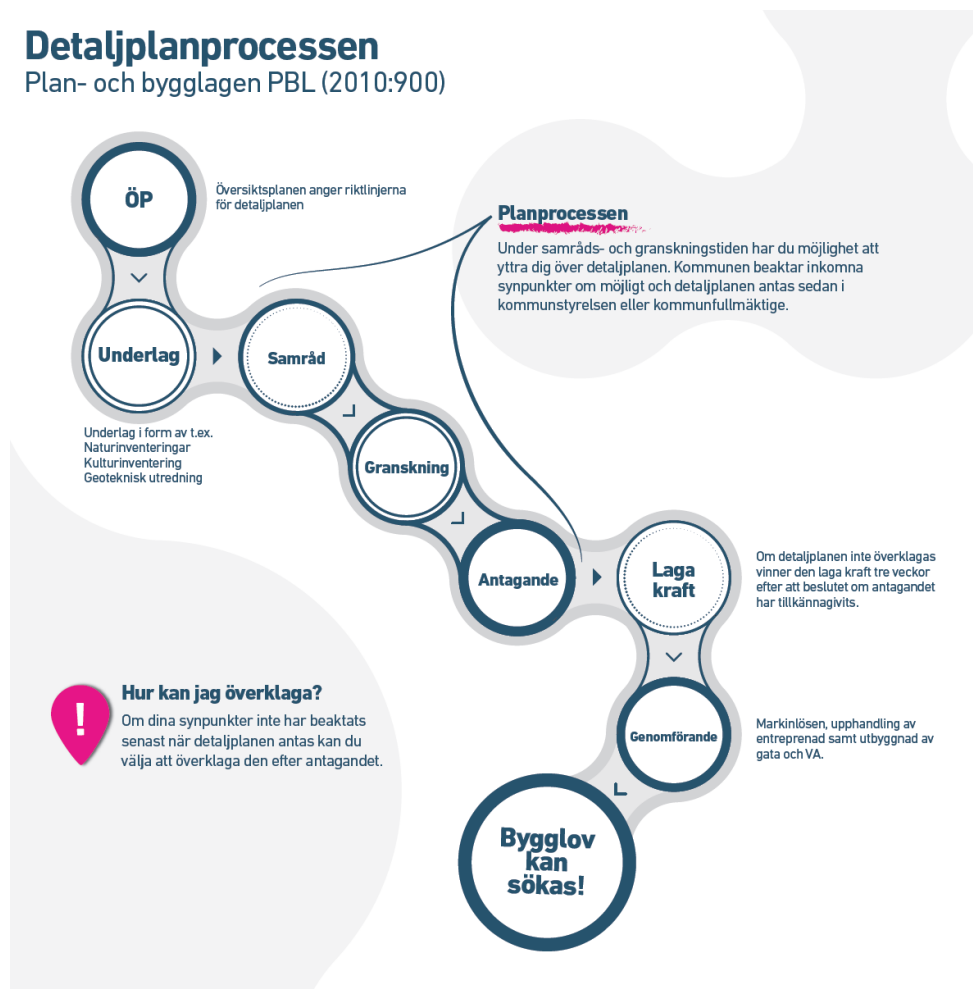 Detaljplanprocessen
Plan- och bygglagen PBL (2010:900)
ÖP
Översiktsplanen anger riktlinjerna
för detaljplanen
Planprocessen
Under samråds- och granskningstiden har du möjlighet att
yttra dig över detaljplanen. Kommunen beaktar inkomna
synpunkter om möjligt och detaljplanen antas sedan i
kommunstyrelsen eller kommunfullmäktige.
Underlag
Samråd
Underlag i form av t.ex.
Naturinventeringar
Kulturinventering
Geoteknisk utredning
Granskning
Antagande
Laga
kraft
Om detaljplanen inte överklagas
vinner den laga kraft tre veckor
efter att beslutet om antagandet
har tillkännagivits.
!
Hur kan jag överklaga?
Om dina synpunkter inte har beaktats
senast när detaljplanen antas kan du
välja att överklaga den efter antagandet.
Genomförande
Markinlösen, upphandling av
entreprenad samt utbyggnad av
gata och VA.
Bygglov
kan
sökas!